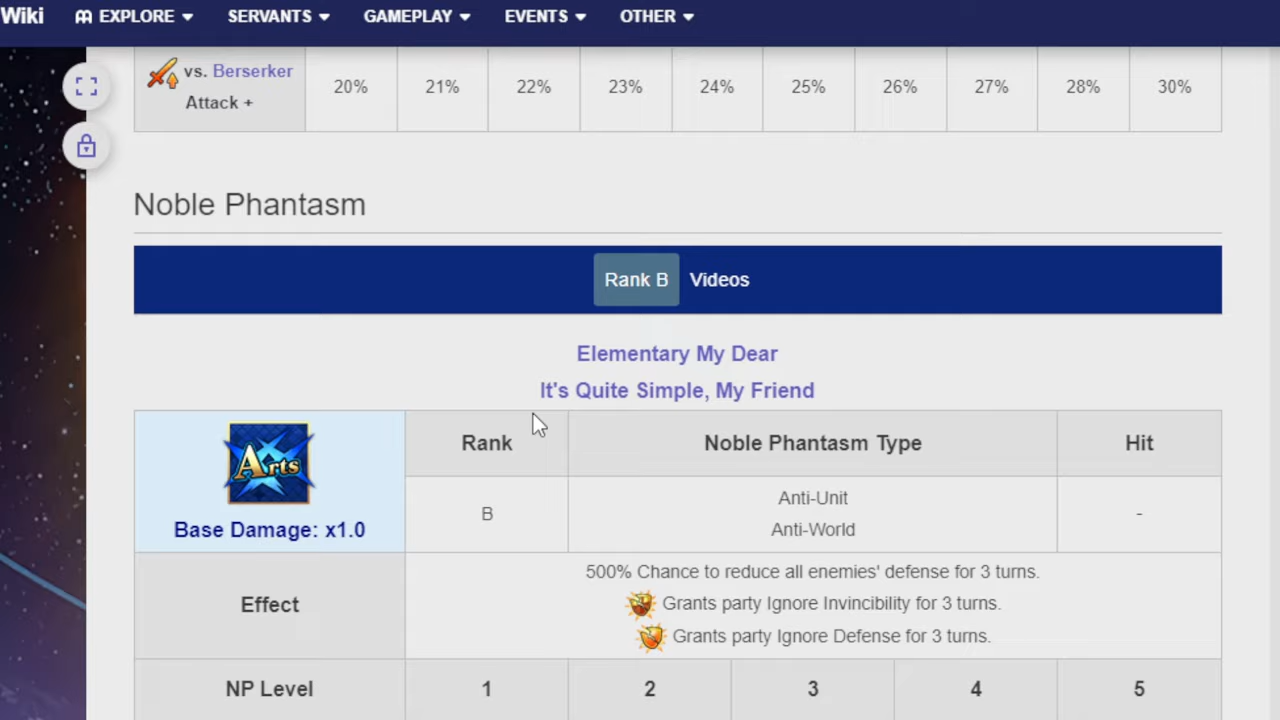 Wiki EXPLORE SERVANTS GAMEPLAY EVENTS OTHER
vs. Berserker
Attack +
20% 21% 22% 23% 24% 25% 26% 27% 28% 30%
Noble Phantasm
Rank B Videos
Elementary My Dear
It's Quite Simple, My Friend
Arts
Base Damage: x1.0
Rank Noble Phantasm Type Hit
B
Anti-Unit
Anti-World
-
Effect
500% Chance to reduce all enemies' defense for 3 turns.
Grants party Ignore Invincibility for 3 turns.
Grants party Ignore Defense for 3 turns.
NP Level 1 2 3 4 5